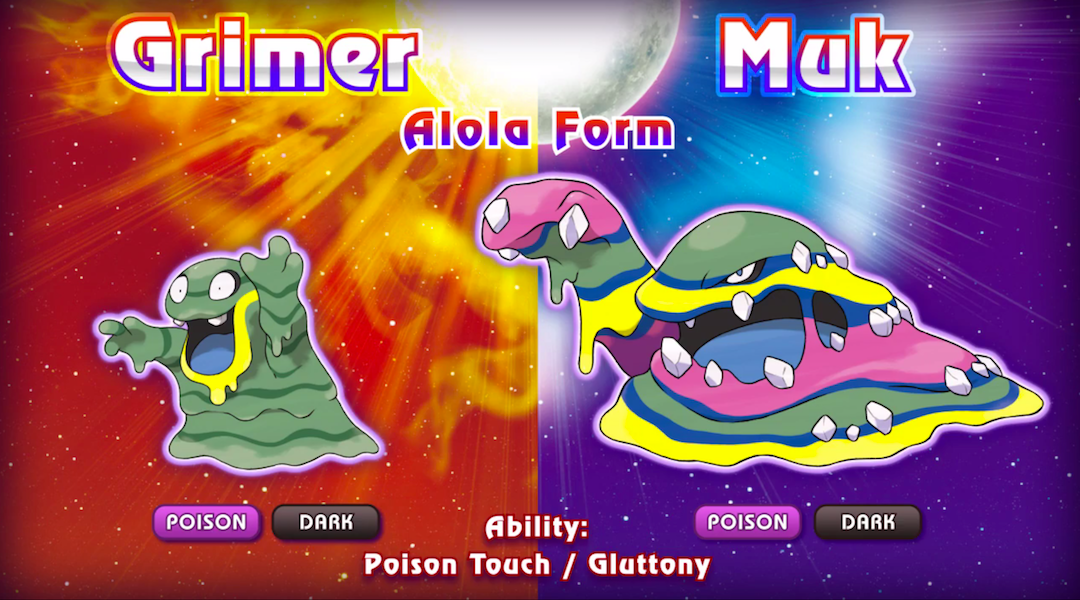 Grimer
Muk
Alola Form
POISON
DARK
POISON
DARK
Ability:
Poison Touch / Gluttony